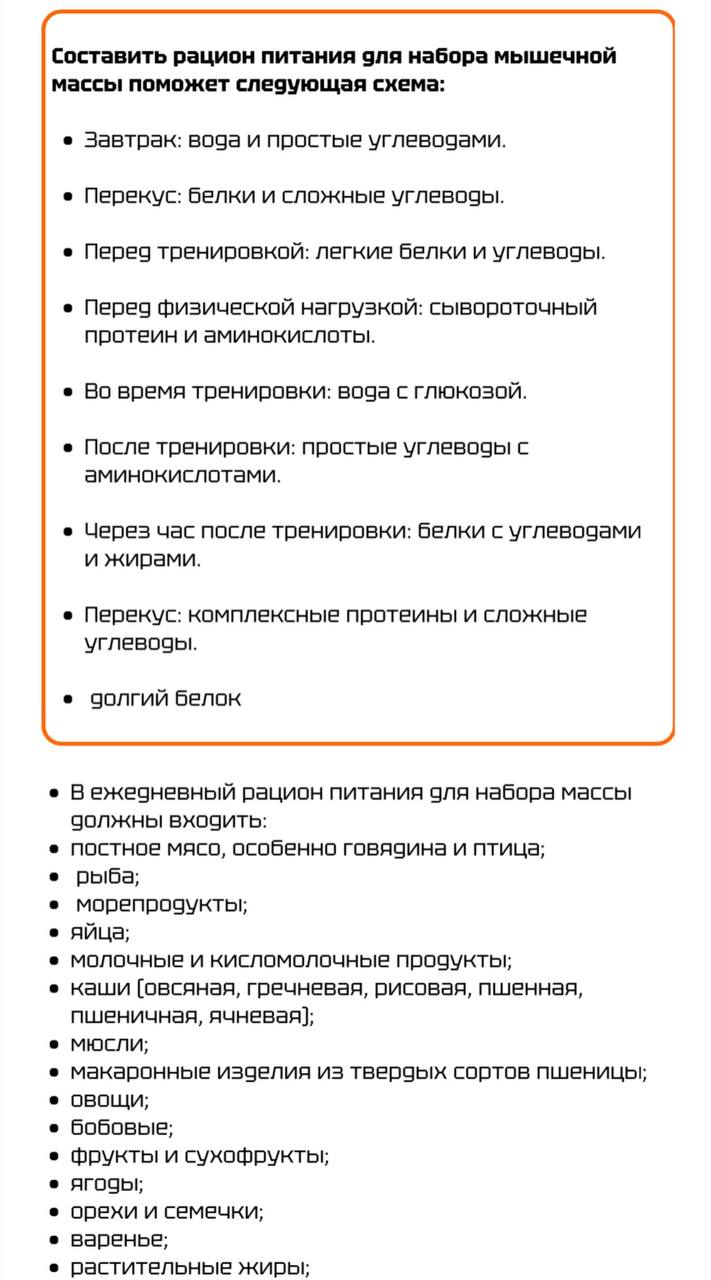 Составить рацион питания для набора мышечной
массы поможет следующая схема:
• Завтрак: вода и простые углеводами.
• Перекус: белки и сложные углеводы.
• Перед тренировкой: легкие белки и углеводы.
• Перед физической нагрузкой: сывороточный
протеин и аминокислоты.
• Во время тренировки: вода с глюкозой.
• После тренировки: простые углеводы с
аминокислотами.
• Через час после тренировки: белки с углеводами
и жирами.
• Перекус: комплексные протеины и сложные
углеводы.
• долгий белок
• В ежедневный рацион питания для набора массы
должны входить:
• постное мясо, особенно говядина и птица;
• рыба;
• морепродукты;
• яйца;
• молочные и кисломолочные продукты;
• каши (овсяная, гречневая, рисовая, пшенная,
пшеничная, ячневая);
• мюсли;
• макаронные изделия из твердых сортов пшеницы;
• овощи;
• бобовые;
• фрукты и сухофрукты;
• ягоды;
• орехи и семечки;
• варенье;
• растительные жиры;